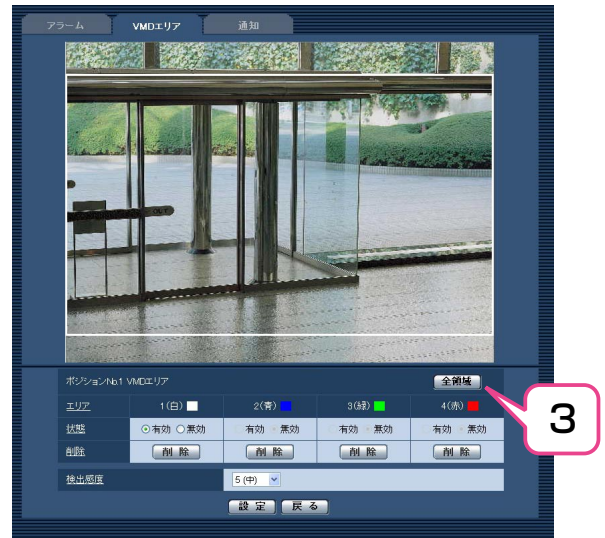 アラーム VMDエリア 通知
ポジションNo.1 VMDエリア 全領域
エリア 1(白) 2(青) 3(緑) 4(赤)
状態 有効 無効 有効 無効 有効 無効 有効 無効
削除 削除 削除 削除 削除
検出感度 5(中)
設定 戻る
3